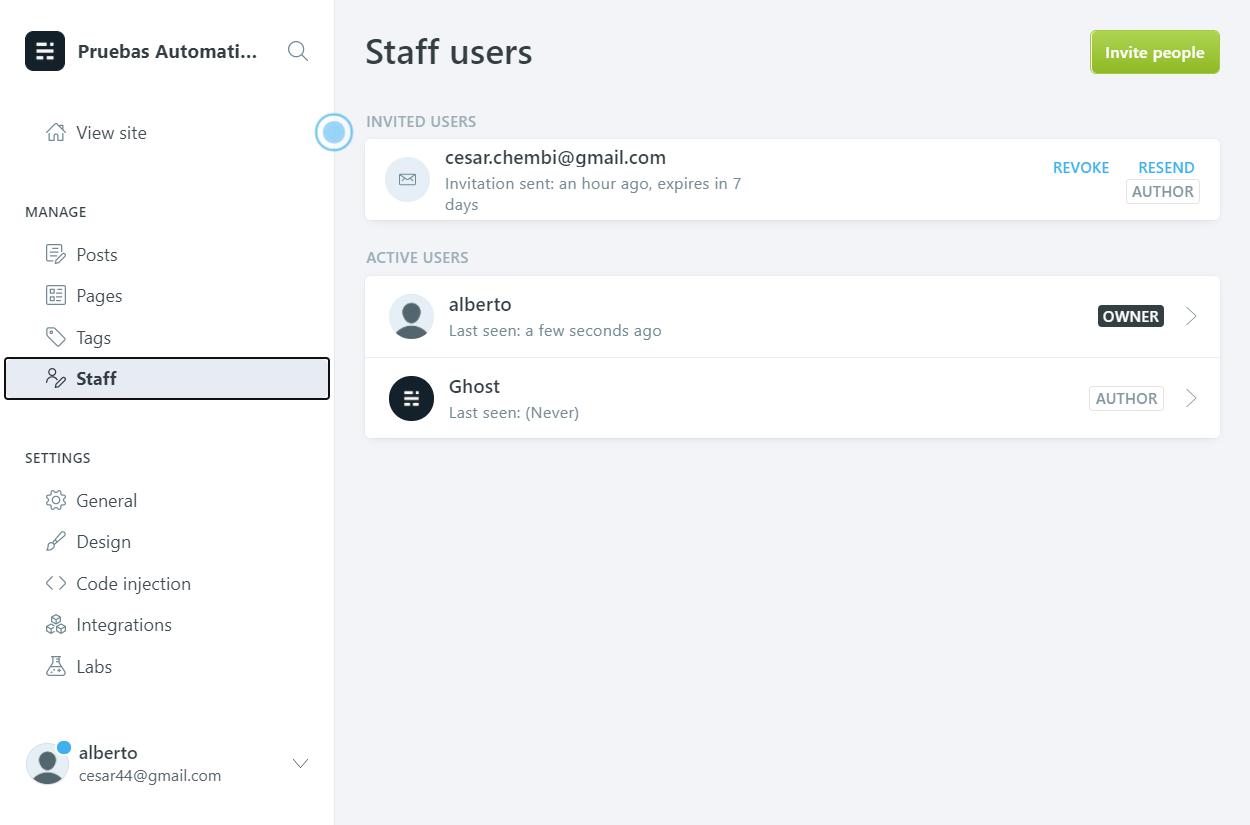 Pruebas Automati...
View site
MANAGE
Posts
Pages
Tags
Staff
SETTINGS
General
Design
Code injection
Integrations
Labs
alberto
cesar44@gmail.com
Staff users
Invite people
INVITED USERS
cesar.chembi@gmail.com
Invitation sent: an hour ago, expires in 7
days
REVOKE RESEND
AUTHOR
ACTIVE USERS
alberto
Last seen: a few seconds ago
OWNER
Ghost
Last seen: (Never)
AUTHOR